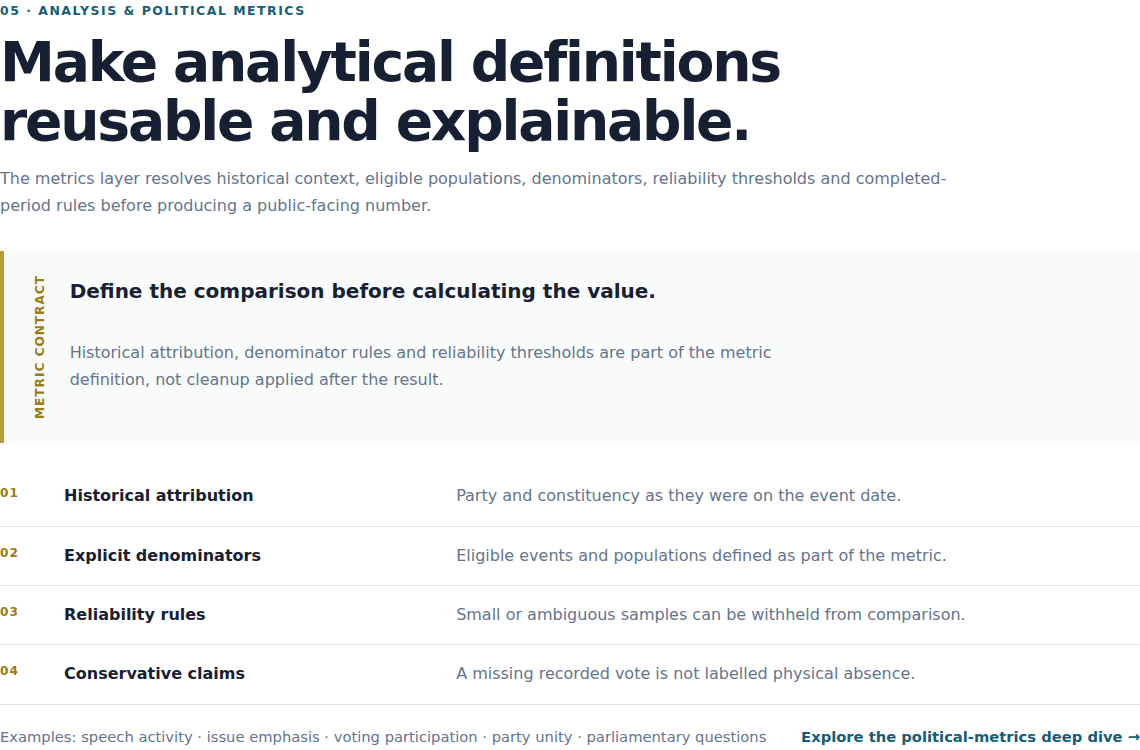 05 · ANALYSIS & POLITICAL METRICS
Make analytical definitions
reusable and explainable.
The metrics layer resolves historical context, eligible populations, denominators, reliability thresholds and completed-
period rules before producing a public-facing number.
METRIC CONTRACT
Define the comparison before calculating the value.
Historical attribution, denominator rules and reliability thresholds are part of the metric
definition, not cleanup applied after the result.
01 Historical attribution Party and constituency as they were on the event date.
02 Explicit denominators Eligible events and populations defined as part of the metric.
03 Reliability rules Small or ambiguous samples can be withheld from comparison.
04 Conservative claims A missing recorded vote is not labelled physical absence.
Examples: speech activity · issue emphasis · voting participation · party unity · parliamentary questions Explore the political-metrics deep dive →